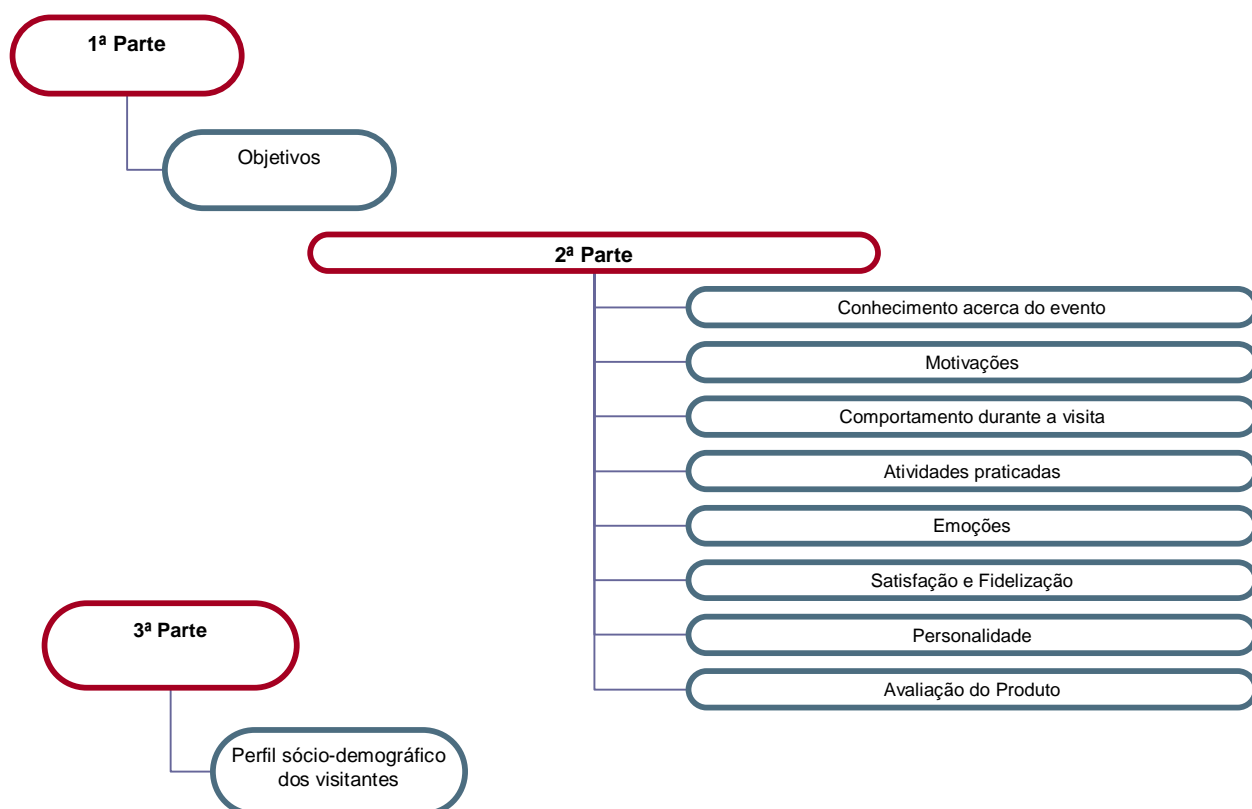 1ª Parte
Objetivos
2ª Parte
Conhecimento acerca do evento
Motivações
Comportamento durante a visita
Atividades praticadas
Emoções
Satisfação e Fidelização
Personalidade
Avaliação do Produto
3ª Parte
Perfil sócio-demográfico
dos visitantes